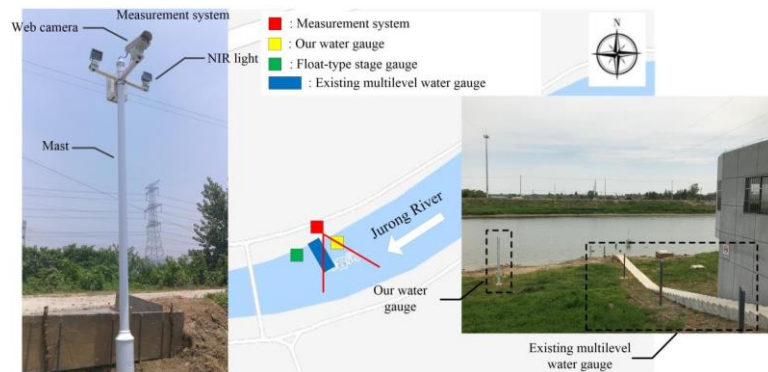 Measurement system
Web camera
NIR light
Mast
: Measurement system
: Our water gauge
: Float-type stage gauge
: Existing multilevel water gauge
N
Jurong River
Our water
gauge
Existing multilevel
water gauge